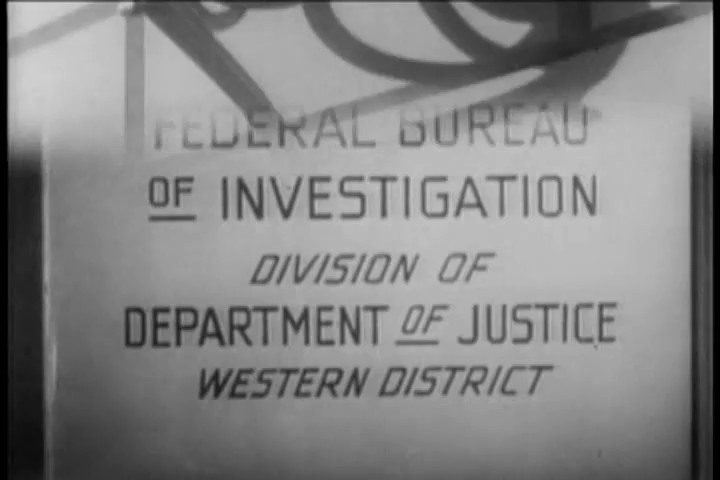 FEDERAL BUREAU
OF INVESTIGATION
DIVISION OF
DEPARTMENT OF JUSTICE
WESTERN DISTRICT